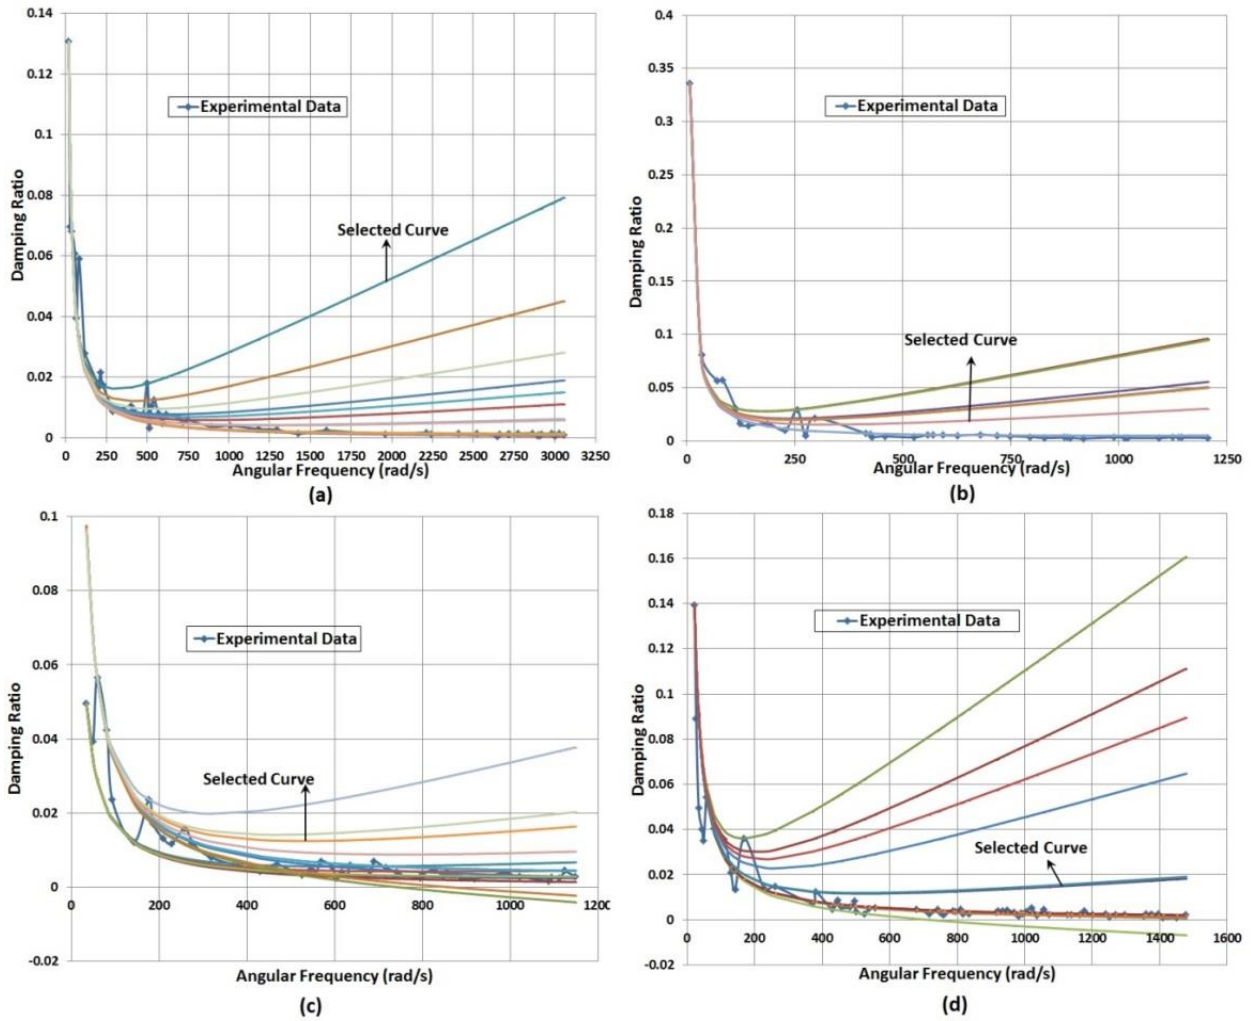 0.14
0.12
0.1
0.08
0.06
0.04
0.02
0
Damping Ratio
Experimental Data
Selected Curve
0 250 500 750 1000 1250 1500 1750 2000 2250 2500 2750 3000 3250
Angular Frequency (rad/s)
(a)
0.4
0.35
0.3
0.25
0.2
0.15
0.1
0.05
0
Damping Ratio
Experimental Data
Selected Curve
0 250 500 750 1000 1250
Angular Frequency (rad/s)
(b)
0.1
0.08
0.06
0.04
0.02
0
-0.02
Damping Ratio
Experimental Data
Selected Curve
0 200 400 600 800 1000 1200
Angular Frequency (rad/s)
(c)
0.18
0.16
0.14
0.12
0.1
0.08
0.06
0.04
0.02
0
-0.02
Damping Ratio
Experimental Data
Selected Curve
0 200 400 600 800 1000 1200 1400 1600
Angular Frequency (rad/s)
(d)